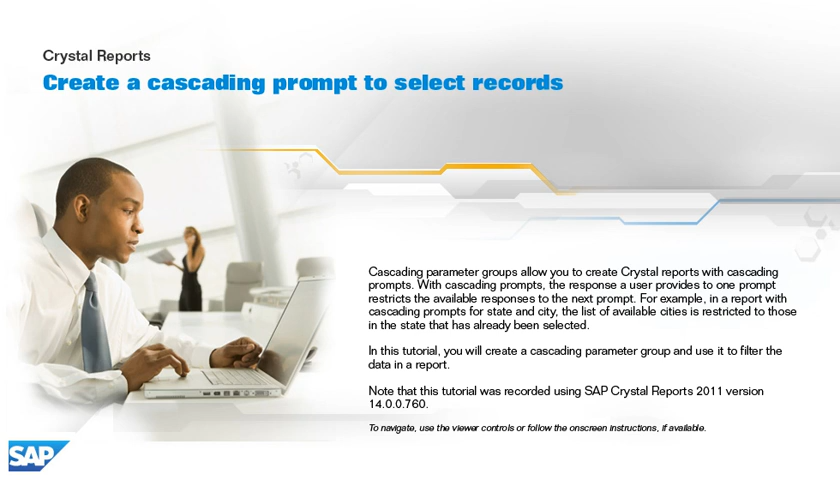 Crystal Reports
Create a cascading prompt to select records
Cascading parameter groups allow you to create Crystal reports with cascading
prompts. With cascading prompts, the response a user provides to one prompt
restricts the available responses to the next prompt. For example, in a report with
cascading prompts for state and city, the list of available cities is restricted to those
in the state that has already been selected.
In this tutorial, you will create a cascading parameter group and use it to filter the
data in a report.
Note that this tutorial was recorded using SAP Crystal Reports 2011 version
14.0.0.760.
To navigate, use the viewer controls or follow the onscreen instructions, if available.
SAP